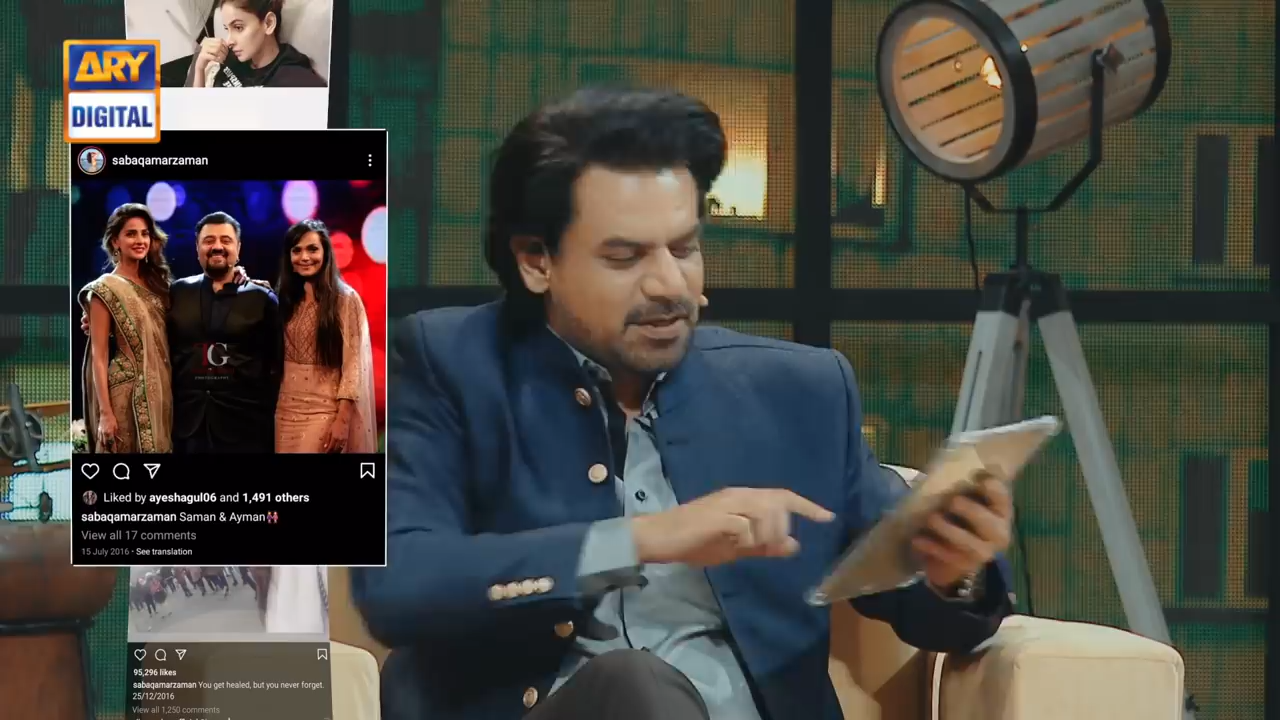 ARY
DIGITAL
sabaqamarzaman
G
Liked by ayeshagul06 and 1,491 others
sabaqamarzaman Saman & Ayman👭
View all 17 comments
15 July 2016 • See translation
95,296 likes
sabaqamarzaman You get healed, but you never forget.
25/12/2016
View all 1,250 comments